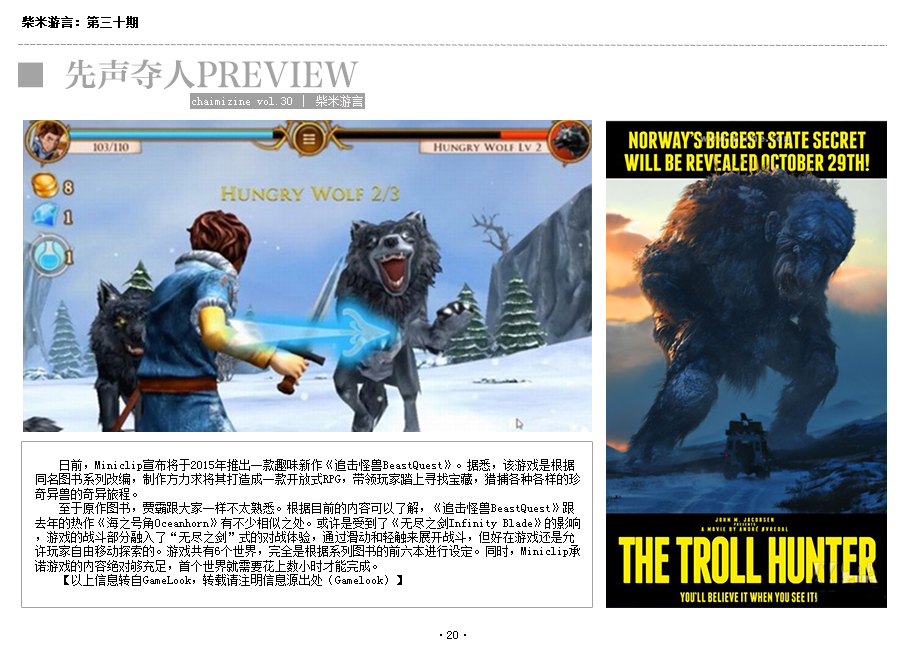 柴米游言：第三十期
先声夺人PREVIEW
chaimizine vol.30 | 柴米游言
103/110
HUNGRY WOLF LV 2
8
HUNGRY WOLF 2/3
1
1
NORWAY'S BIGGEST STATE SECRET
WILL BE REVEALED OCTOBER 29TH!
JOHN M. JACOBSEN
PRESENTS
A MOVIE BY ANDRÉ ØVREDAL
THE TROLL HUNTER
YOU'LL BELIEVE IT WHEN YOU SEE IT!
日前，Miniclip宣布将于2015年推出一款趣味新作《追击怪兽BeastQuest》。据悉，该游戏是根据
同名图书系列改编，制作方力求将其打造成一款开放式RPG，带领玩家踏上寻找宝藏，猎捕各种各样的珍
奇异兽的奇异旅程。
至于原作图书，荧霸跟大家一样不太熟悉。根据目前的内容可以了解，《追击怪兽BeastQuest》跟
去年的热作《海之号角Oceanhorn》有不少相似之处。或许是受到了《无尽之剑Infinity Blade》的影响
，游戏的战斗部分融入了“无尽之剑”式的对战体验，通过滑动和轻触来展开战斗，但好在游戏还是允
许玩家自由移动探索的。游戏共有6个世界，完全是根据系列图书的前六本进行设定。同时，Miniclip承
诺游戏的内容绝对够充足，首个世界就需要花上数小时才能完成。
【以上信息转自GameLook，转载请注明信息源出处（Gamelook）】
·20·